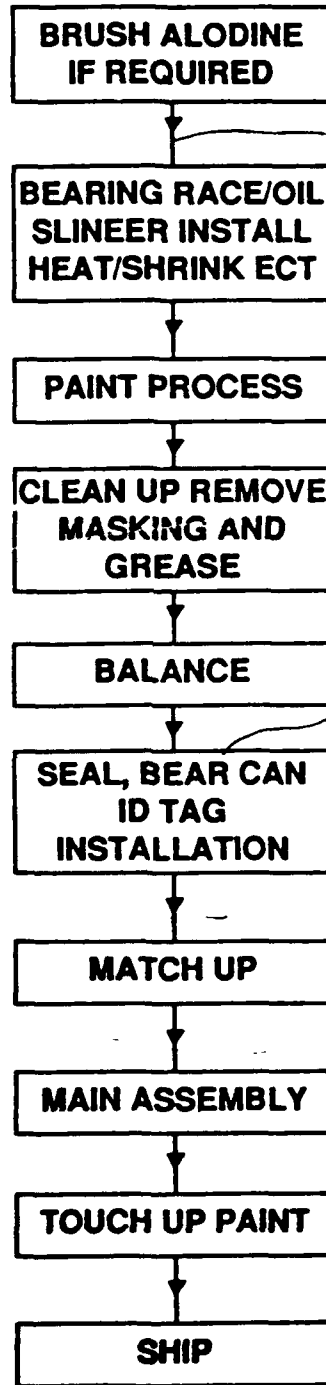 BRUSH ALODINE
IF REQUIRED
BEARING RACE/OIL
SLINEER INSTALL
HEAT/SHRINK ECT
PAINT PROCESS
CLEAN UP REMOVE
MASKING AND
GREASE
BALANCE
SEAL, BEAR CAN
ID TAG
INSTALLATION
MATCH UP
MAIN ASSEMBLY
TOUCH UP PAINT
SHIP